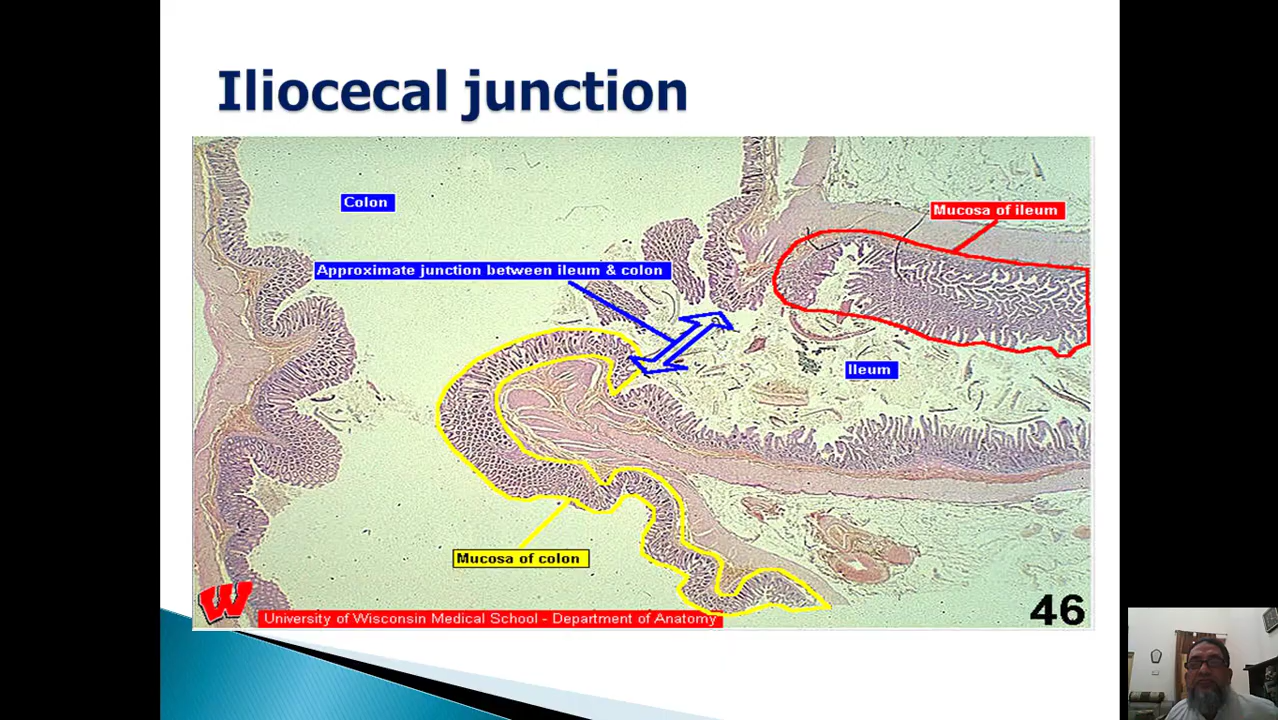 Iliocecal junction
Colon
Mucosa of ileum
Approximate junction between ileum & colon
Ileum
Mucosa of colon
W
University of Wisconsin Medical School - Department of Anatomy
46